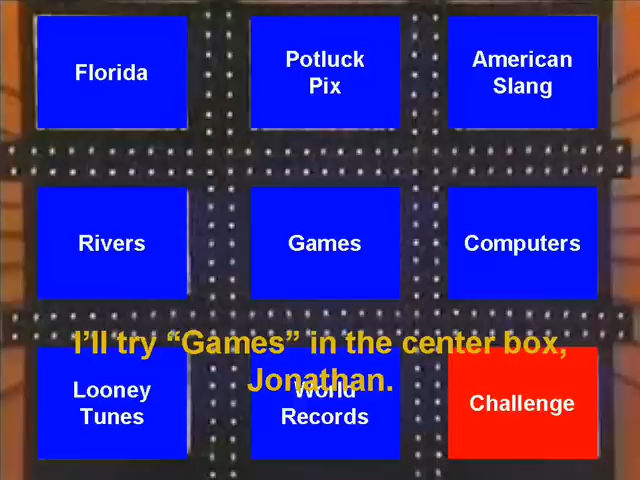 Florida
Potluck
Pix
American
Slang
Rivers
Games
Computers
I'll try “Games” in the center box,
Jonathan.
Looney
Tunes
World
Records
Challenge